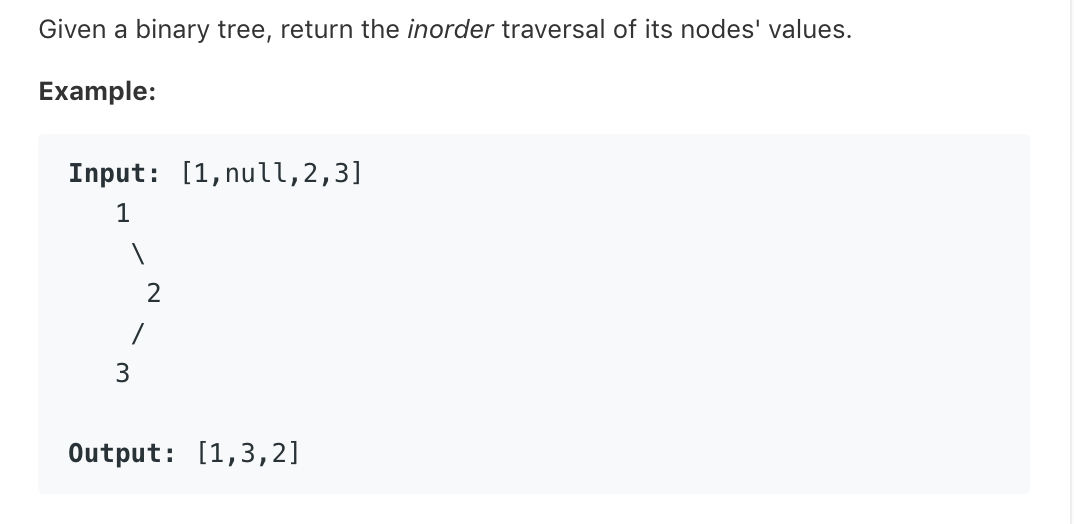 Given a binary tree, return the inorder traversal of its nodes' values.
Example:
Input: [1,null,2,3]
   1
    \
     2
    /
   3
Output: [1,3,2]